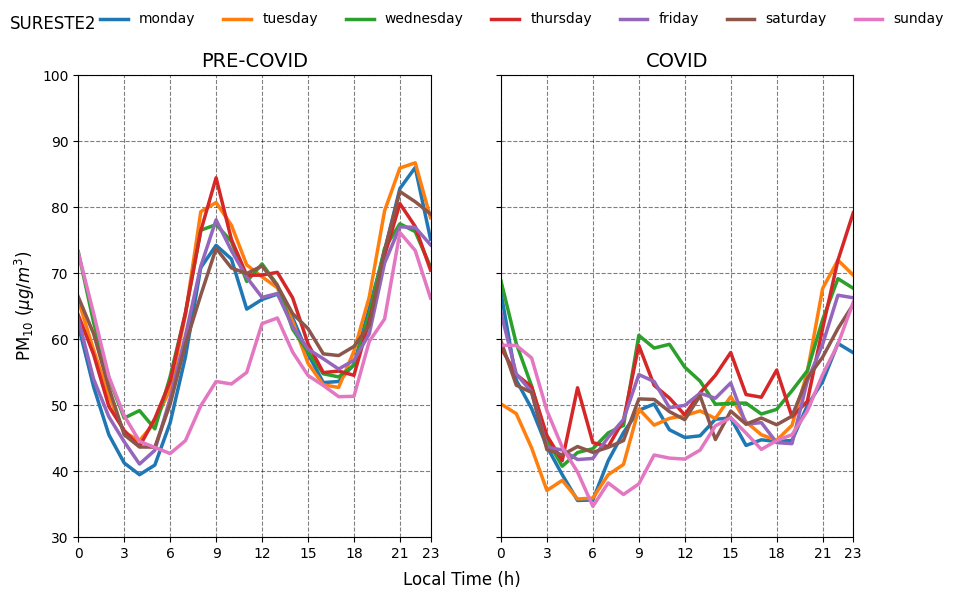 SURESTE2 monday tuesday wednesday thursday friday saturday sunday
PRE-COVID COVID
100
90
80
70
60
50
40
30
PM₁₀ (μg/m³)
0 3 6 9 12 15 18 21 23 0 3 6 9 12 15 18 21 23
Local Time (h)